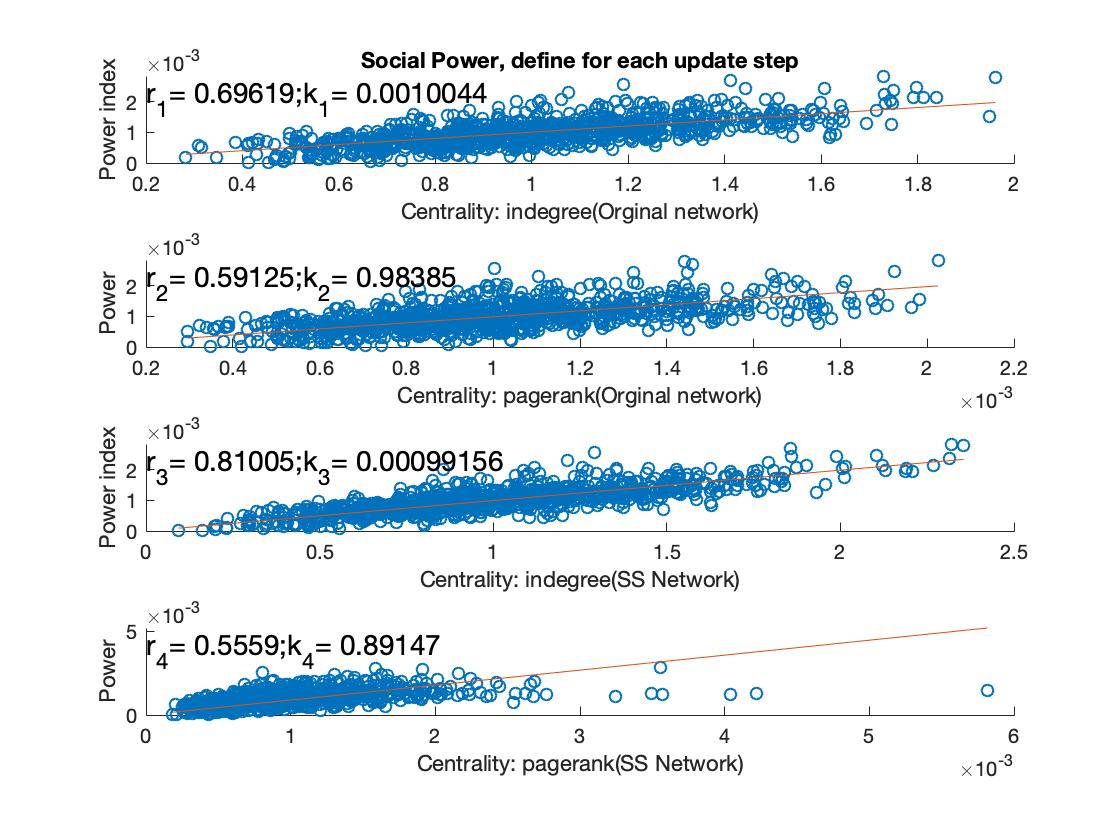 Social Power, define for each update step
×10-3
r1= 0.69619;k1= 0.0010044
Power index
2
1
0
0.2 0.4 0.6 0.8 1 1.2 1.4 1.6 1.8 2
Centrality: indegree(Orginal network)
×10-3
r2= 0.59125;k2= 0.98385
Power
2
1
0
0.2 0.4 0.6 0.8 1 1.2 1.4 1.6 1.8 2 2.2
Centrality: pagerank(Orginal network)
×10-3
×10-3
r3= 0.81005;k3= 0.00099156
Power index
2
1
0
0 0.5 1 1.5 2 2.5
Centrality: indegree(SS Network)
×10-3
r4= 0.5559;k4= 0.89147
Power
5
0
0 1 2 3 4 5 6
Centrality: pagerank(SS Network)
×10-3